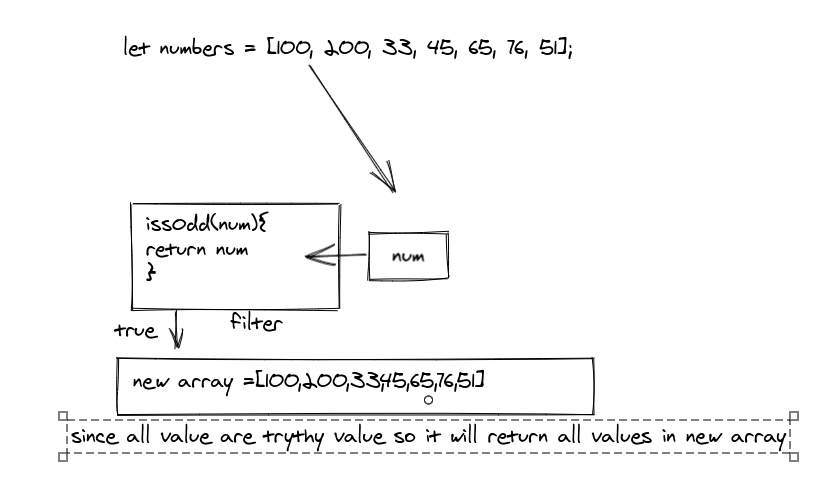 let numbers = [100, 200, 33, 45, 65, 76, 51];
issOdd(num){
return num
}
num
true
filter
new array =[100,200,3345,65,76,51]
since all value are trythy value so it will return all values in new array